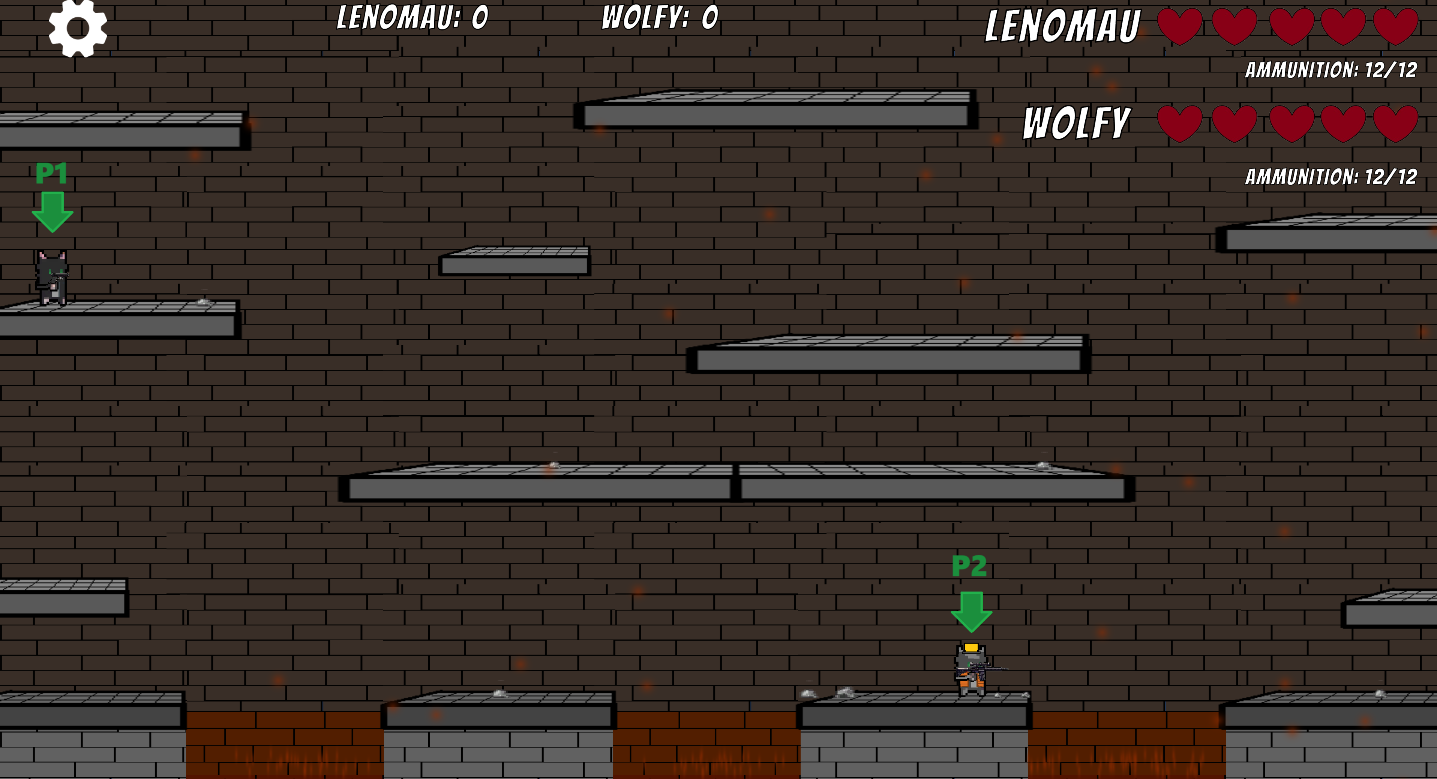 LENOMAU: 0
WOLFY: 0
LENOMAU
AMMUNITION: 12/12
WOLFY
AMMUNITION: 12/12
P1
P2